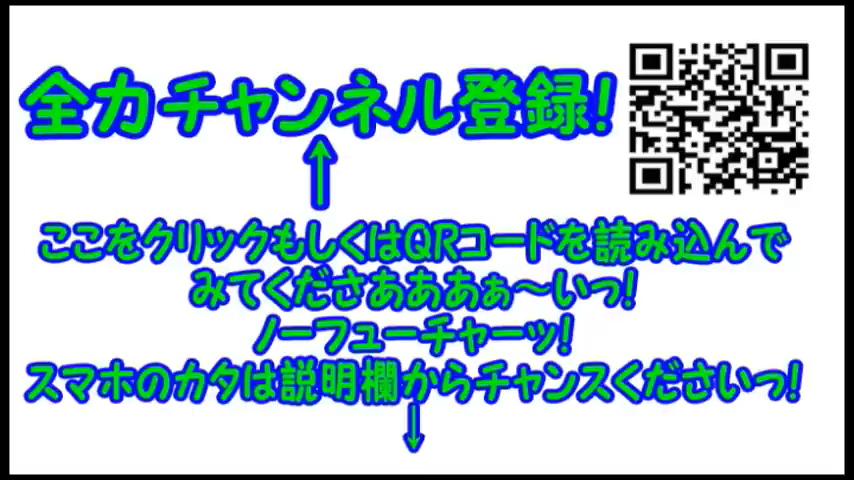 全力チャンネル登録!
↑
ここをクリックもしくはQRコードを読み込んで
みてくださあああぁ～いっ!
ノーフューチャーッ!
スマホのカタは説明欄からチャンスくださいっ!
↓